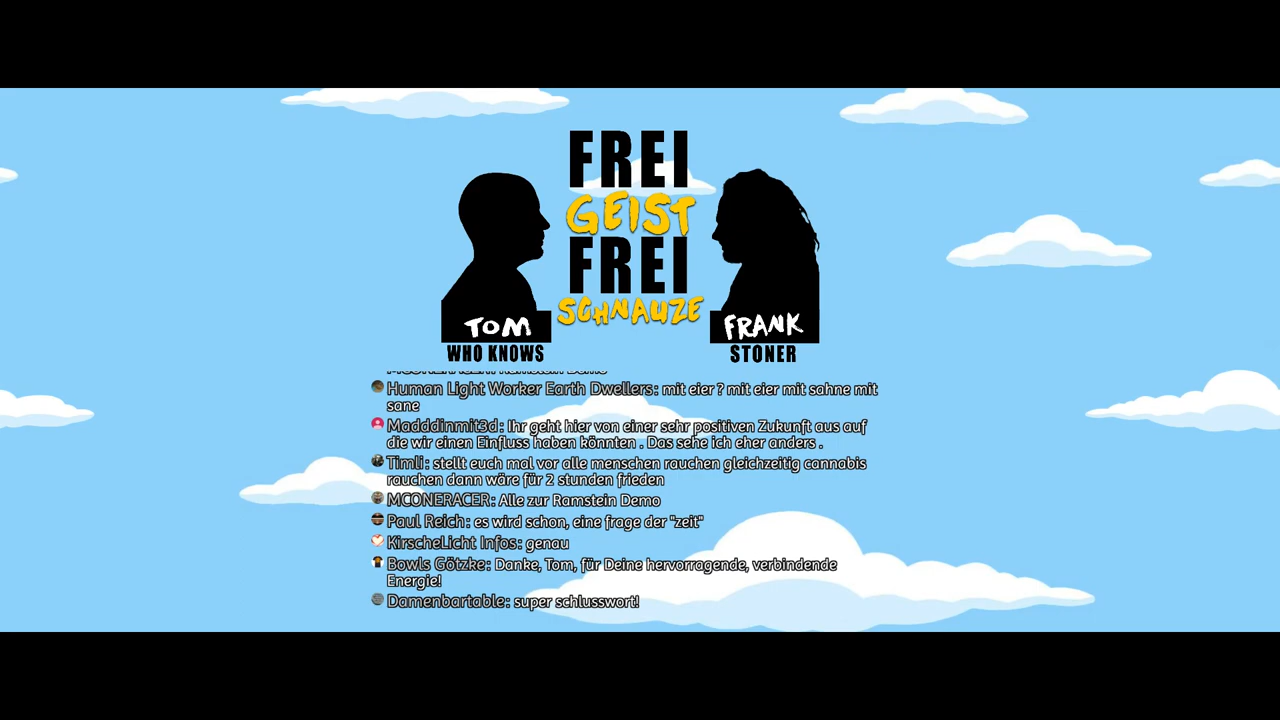 FREI
GEIST
FREI
SCHNAUZE
TOM
WHO KNOWS
FRANK
STONER
Human Light Worker Earth Dwellers: mit eier ? mit eier mit sahne mit
sane
Madddinmit3d: Ihr geht hier von einer sehr positiven Zukunft aus auf
die wir einen Einfluss haben könnten . Das sehe ich eher anders .
Timli: stellt euch mal vor alle menschen rauchen gleichzeitig cannabis
rauchen dann wäre für 2 stunden frieden
MCONERACER: Alle zur Ramstein Demo
Paul Reich: es wird schon, eine frage der "zeit"
KirscheLicht Infos: genau
Bowls Götzke: Danke, Tom, für Deine hervorragende, verbindende
Energie!
Damenbartable: super schlusswort!